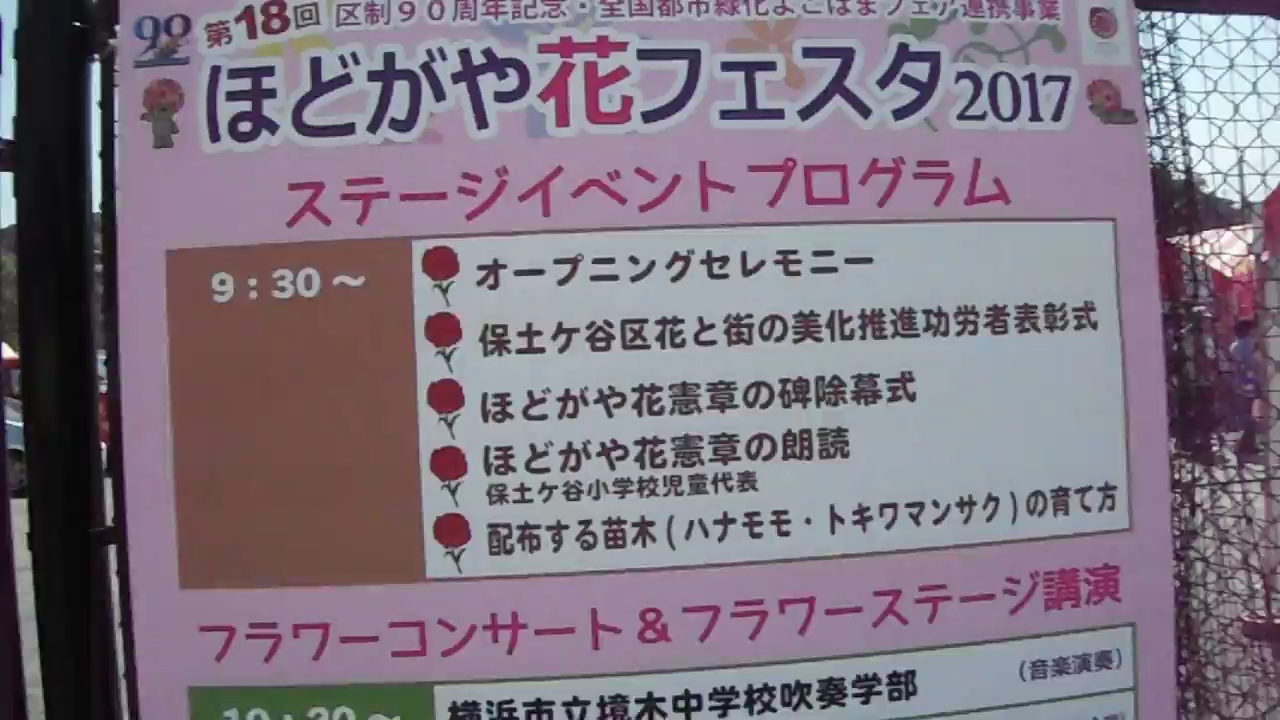 90
第18回 区制90周年記念・全国都市緑化よこはまフェア連携事業
ほどがや花フェスタ2017
ステージイベントプログラム
9:30～
オープニングセレモニー
保土ケ谷区花と街の美化推進功労者表彰式
ほどがや花憲章の碑除幕式
ほどがや花憲章の朗読
保土ケ谷小学校児童代表
配布する苗木(ハナモモ・トキワマンサク)の育て方
フラワーコンサート&フラワーステージ講演
10:30～
横浜市立境木中学校吹奏学部 (音楽演奏)